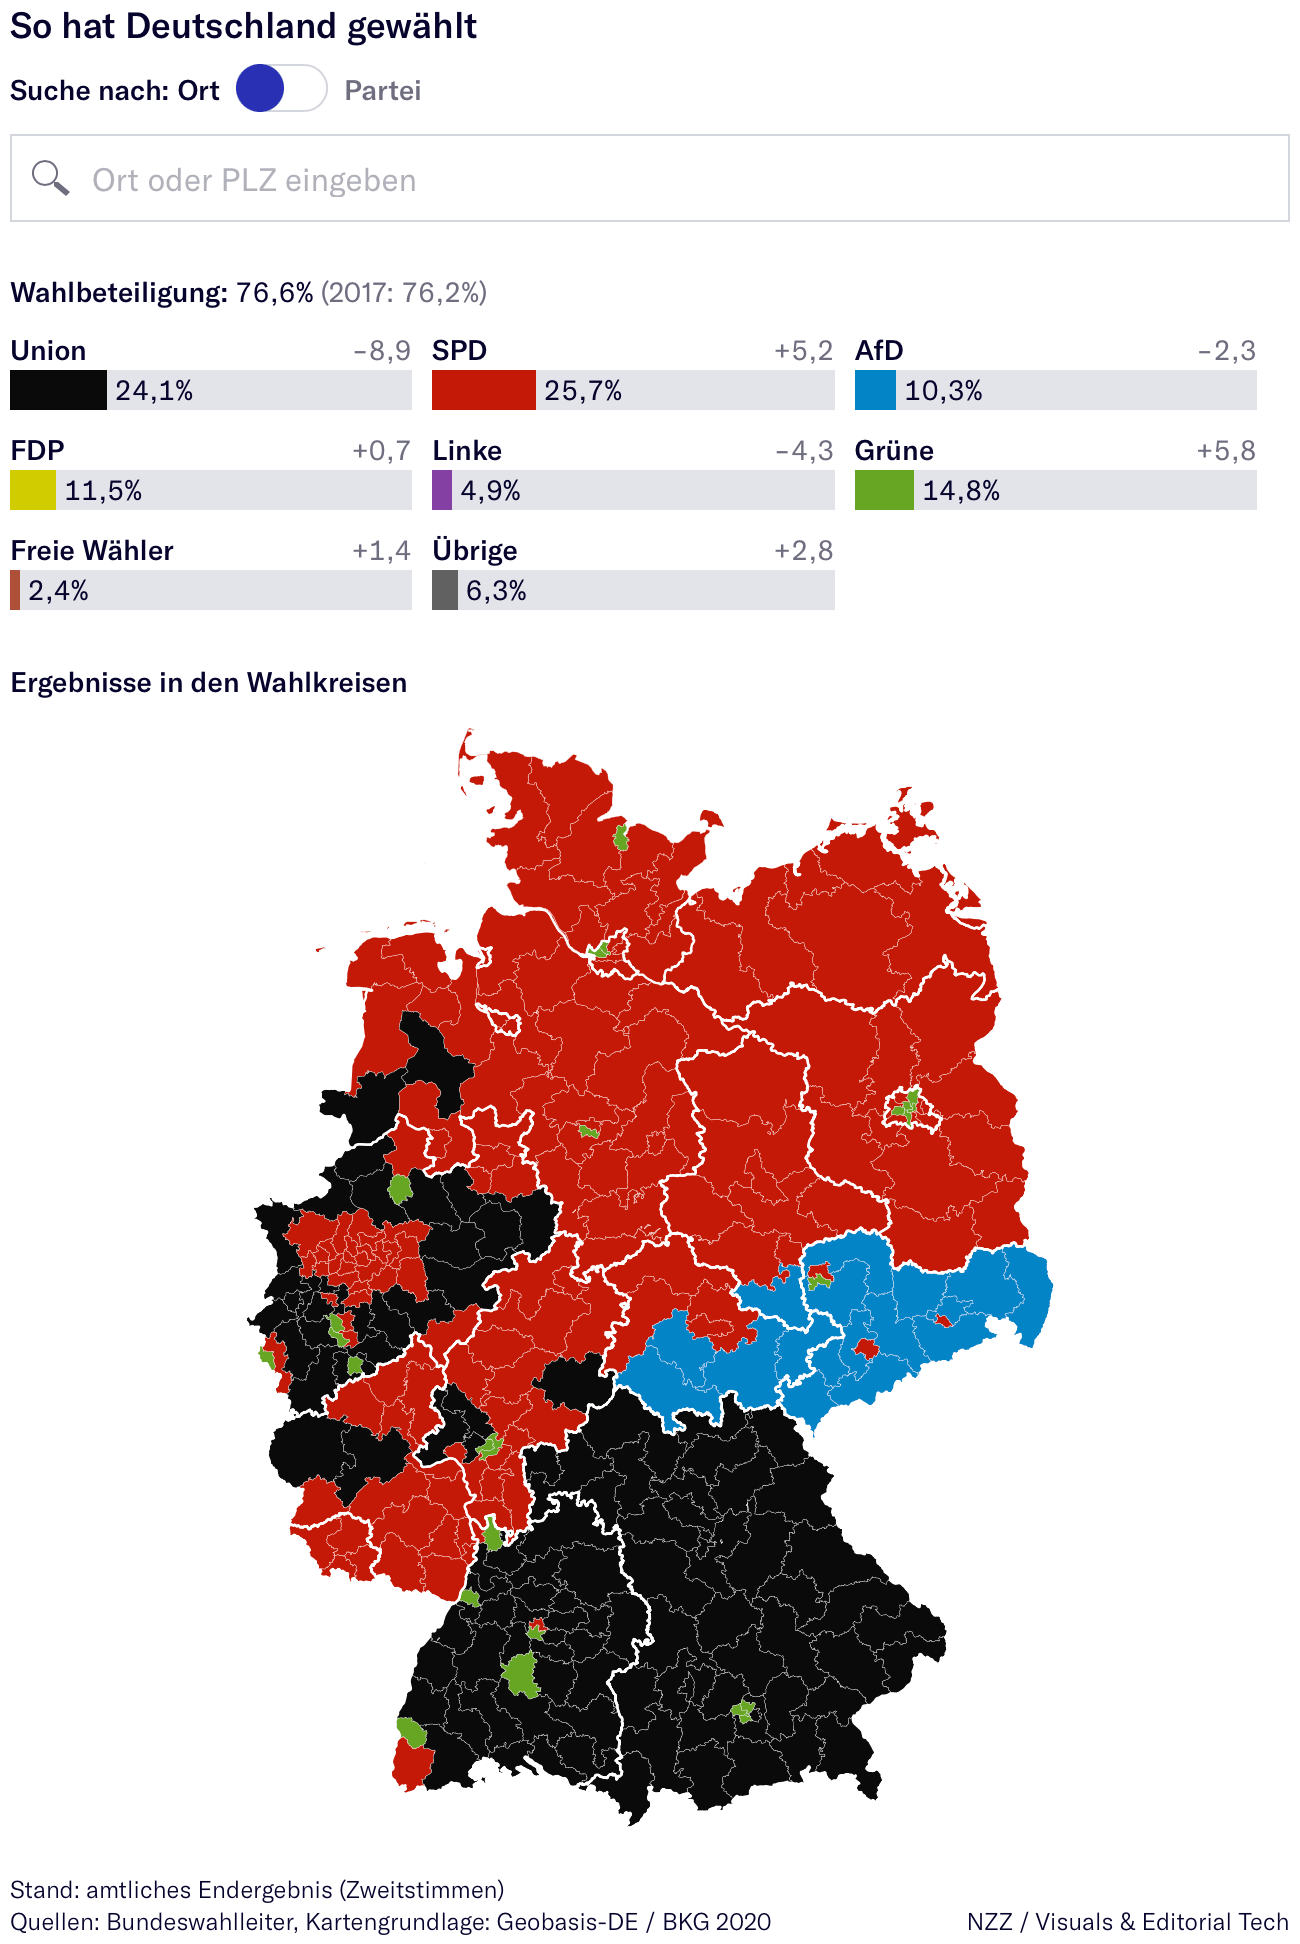 So hat Deutschland gewählt
Suche nach: Ort Partei
Ort oder PLZ eingeben
Wahlbeteiligung: 76,6% (2017: 76,2%)
Union −8,9 SPD +5,2 AfD −2,3
24,1% 25,7% 10,3%
FDP +0,7 Linke −4,3 Grüne +5,8
11,5% 4,9% 14,8%
Freie Wähler +1,4 Übrige +2,8
2,4% 6,3%
Ergebnisse in den Wahlkreisen
Stand: amtliches Endergebnis (Zweitstimmen)
Quellen: Bundeswahlleiter, Kartengrundlage: Geobasis-DE / BKG 2020 NZZ / Visuals & Editorial Tech